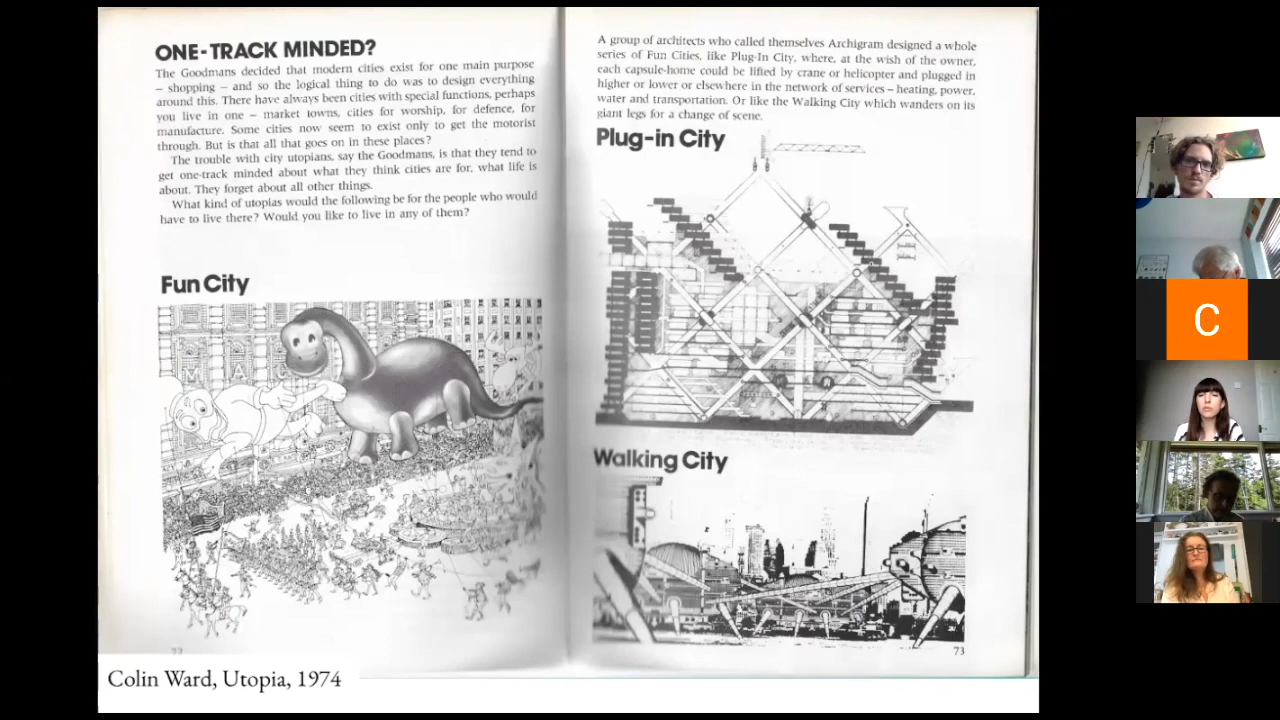 ONE-TRACK MINDED?
The Goodmans decided that modern cities exist for one main purpose
– shopping – and so the logical thing to do was to design everything
around this. There have always been cities with special functions, perhaps
you live in one – market towns, cities for worship, for defence, for
manufacture. Some cities now seem to exist only to get the motorist
through. But is that all that goes on in these places?
The trouble with city utopians, say the Goodmans, is that they tend to
get one-track minded about what they think cities are for, what life is
about. They forget about all other things.
What kind of utopias would the following be for the people who would
have to live there? Would you like to live in any of them?
Fun City
MAC
72
A group of architects who called themselves Archigram designed a whole
series of Fun Cities, like Plug-In City, where, at the wish of the owner,
each capsule-home could be lifted by crane or helicopter and plugged in
higher or lower or elsewhere in the network of services – heating, power,
water and transportation. Or like the Walking City which wanders on its
giant legs for a change of scene.
Plug-in City
Walking City
73
Colin Ward, Utopia, 1974
C